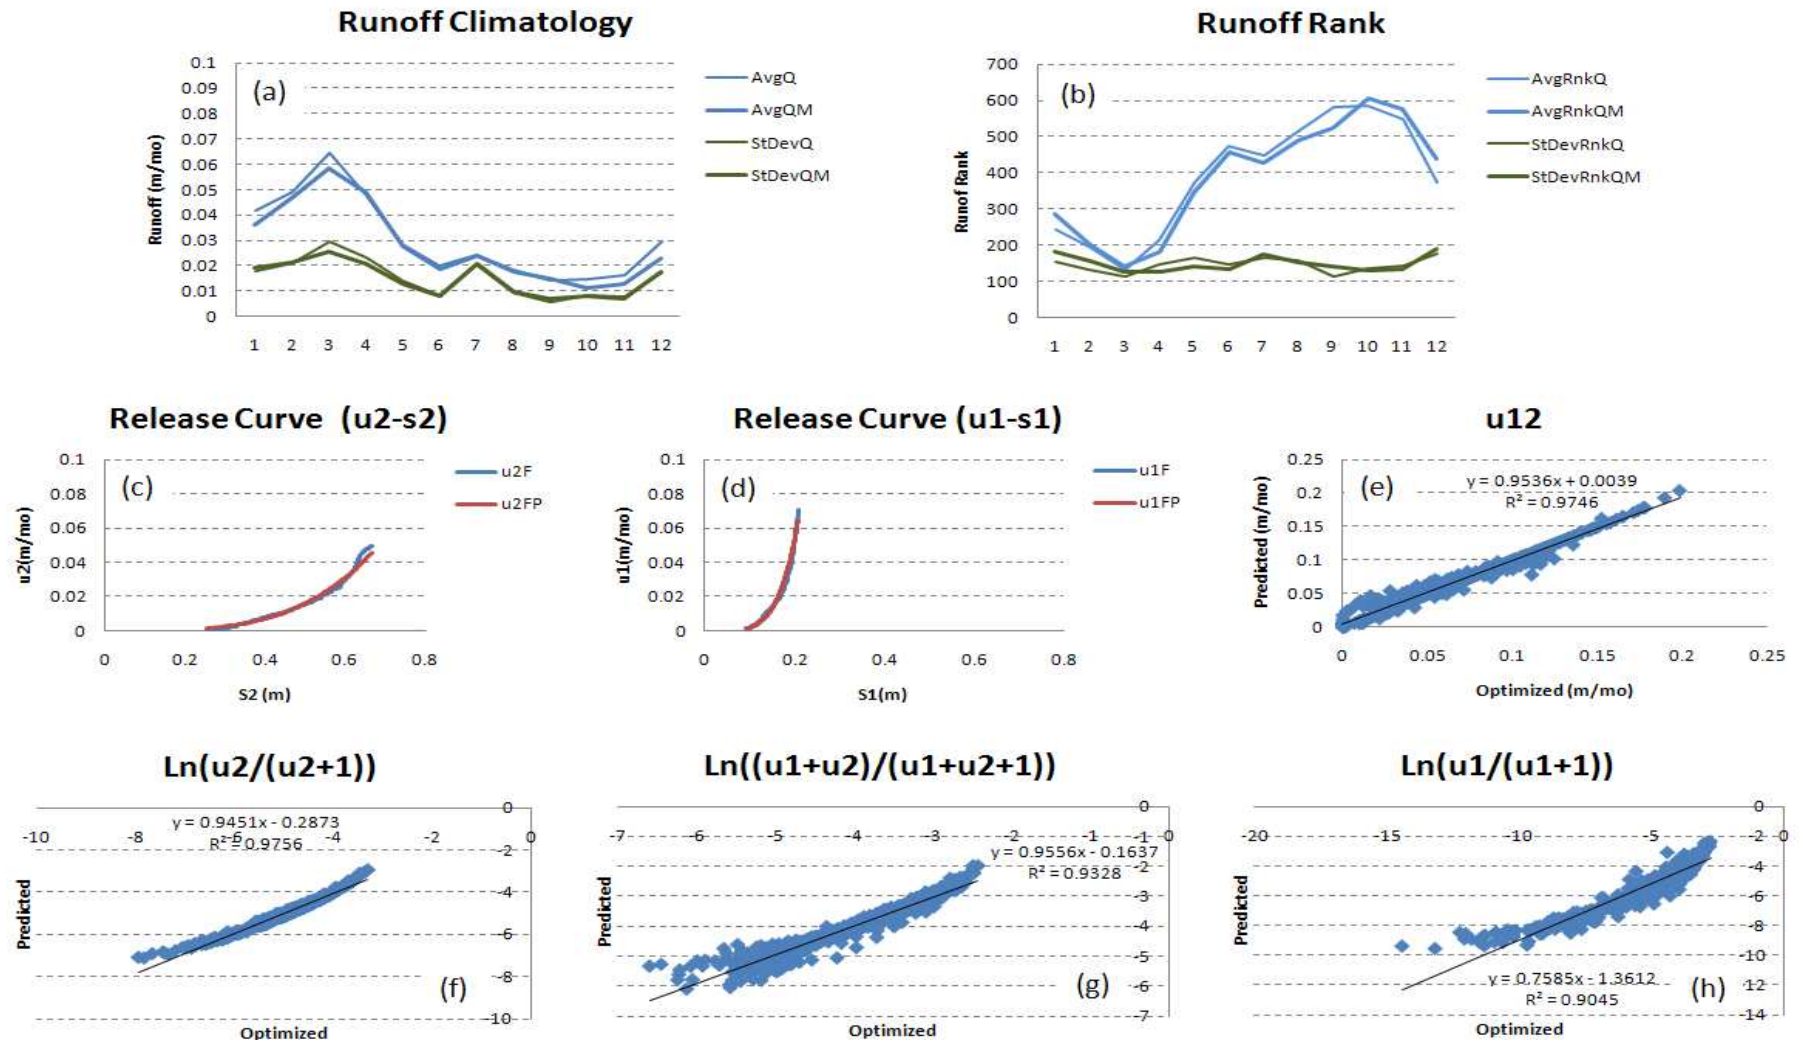 Runoff Climatology
Runoff Rank
0.1
0.09
0.08
0.07
0.06
0.05
0.04
0.03
0.02
0.01
0
Runoff (m/mo)
(a)
1 2 3 4 5 6 7 8 9 10 11 12
AvgQ
AvgQM
StDevQ
StDevQM
700
600
500
400
300
200
100
0
Runoff Rank
(b)
1 2 3 4 5 6 7 8 9 10 11 12
AvgRnkQ
AvgRnkQM
StDevRnkQ
StDevRnkQM
Release Curve (u2-s2)
0.1
0.08
0.06
0.04
0.02
0
u2(m/mo)
(c)
0 0.2 0.4 0.6 0.8
S2 (m)
u2F
u2FP
Release Curve (u1-s1)
0.1
0.08
0.06
0.04
0.02
0
u1(m/mo)
(d)
0 0.2 0.4 0.6 0.8
S1(m)
u1F
u1FP
u12
0.25
0.2
0.15
0.1
0.05
0
Predicted (m/mo)
(e)
y = 0.9536x + 0.0039
R² = 0.9746
0 0.05 0.1 0.15 0.2 0.25
Optimized (m/mo)
Ln(u2/(u2+1))
-10 -8 -6 -4 -2 0
y = 0.9451x - 0.2873
R² = 0.9756
0
-2
-4
-6
-8
-10
Predicted
(f)
Optimized
Ln((u1+u2)/(u1+u2+1))
-7 -6 -5 -4 -3 -2 -1 0
y = 0.9556x - 0.1637
R² = 0.9328
0
-1
-2
-3
-4
-5
-6
-7
Predicted
(g)
Optimized
Ln(u1/(u1+1))
-20 -15 -10 -5 0
0
-2
-4
-6
-8
-10
-12
-14
Predicted
y = 0.7585x - 1.3612
R² = 0.9045
(h)
Optimized